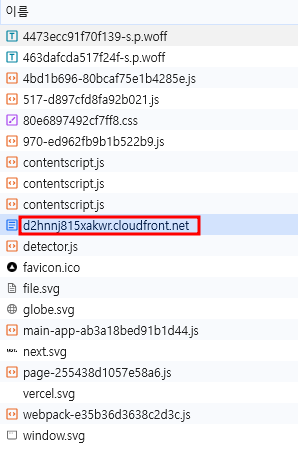 이름
4473ecc91f70f139-s.p.woff
463dafcda517f24f-s.p.woff
4bd1b696-80bcaf75e1b4285e.js
517-d897cfd8fa92b021.js
80e6897492cf7ff8.css
970-ed962fb9b1b522b9.js
contentscript.js
contentscript.js
contentscript.js
d2hnnj815xakwr.cloudfront.net
detector.js
favicon.ico
file.svg
globe.svg
main-app-ab3a18bed91b1d44.js
next.svg
page-255438d1057e58a6.js
vercel.svg
webpack-e35b36d3638c2d3c.js
window.svg